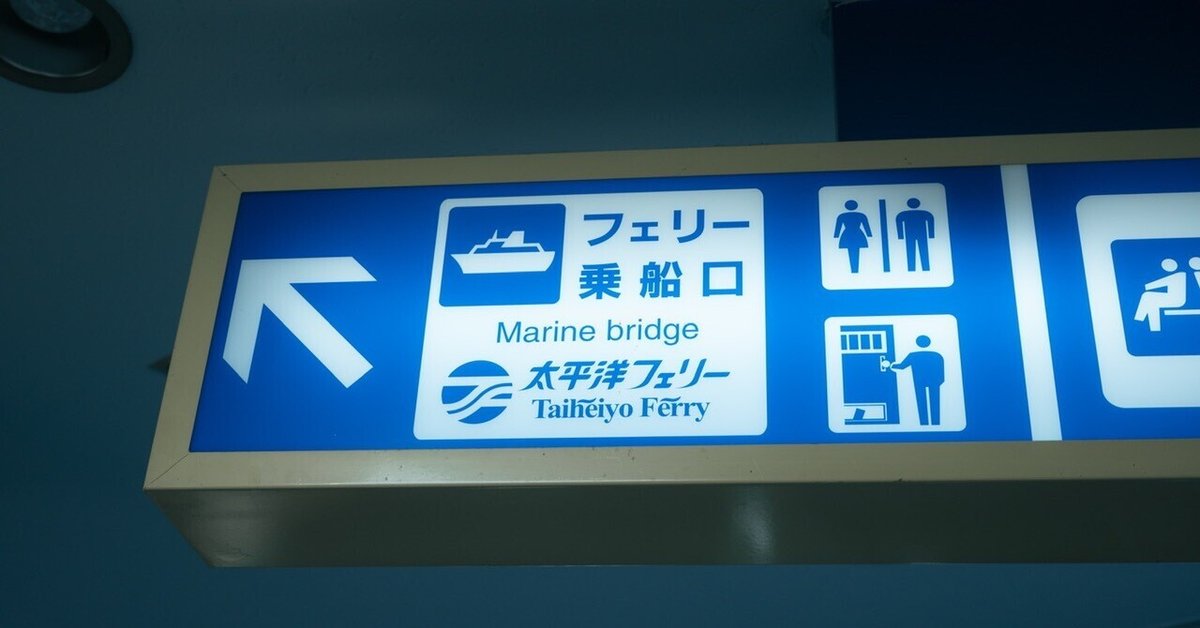 フェリー
乗船口
Marine bridge
太平洋フェリー
Taiheiyo Ferry